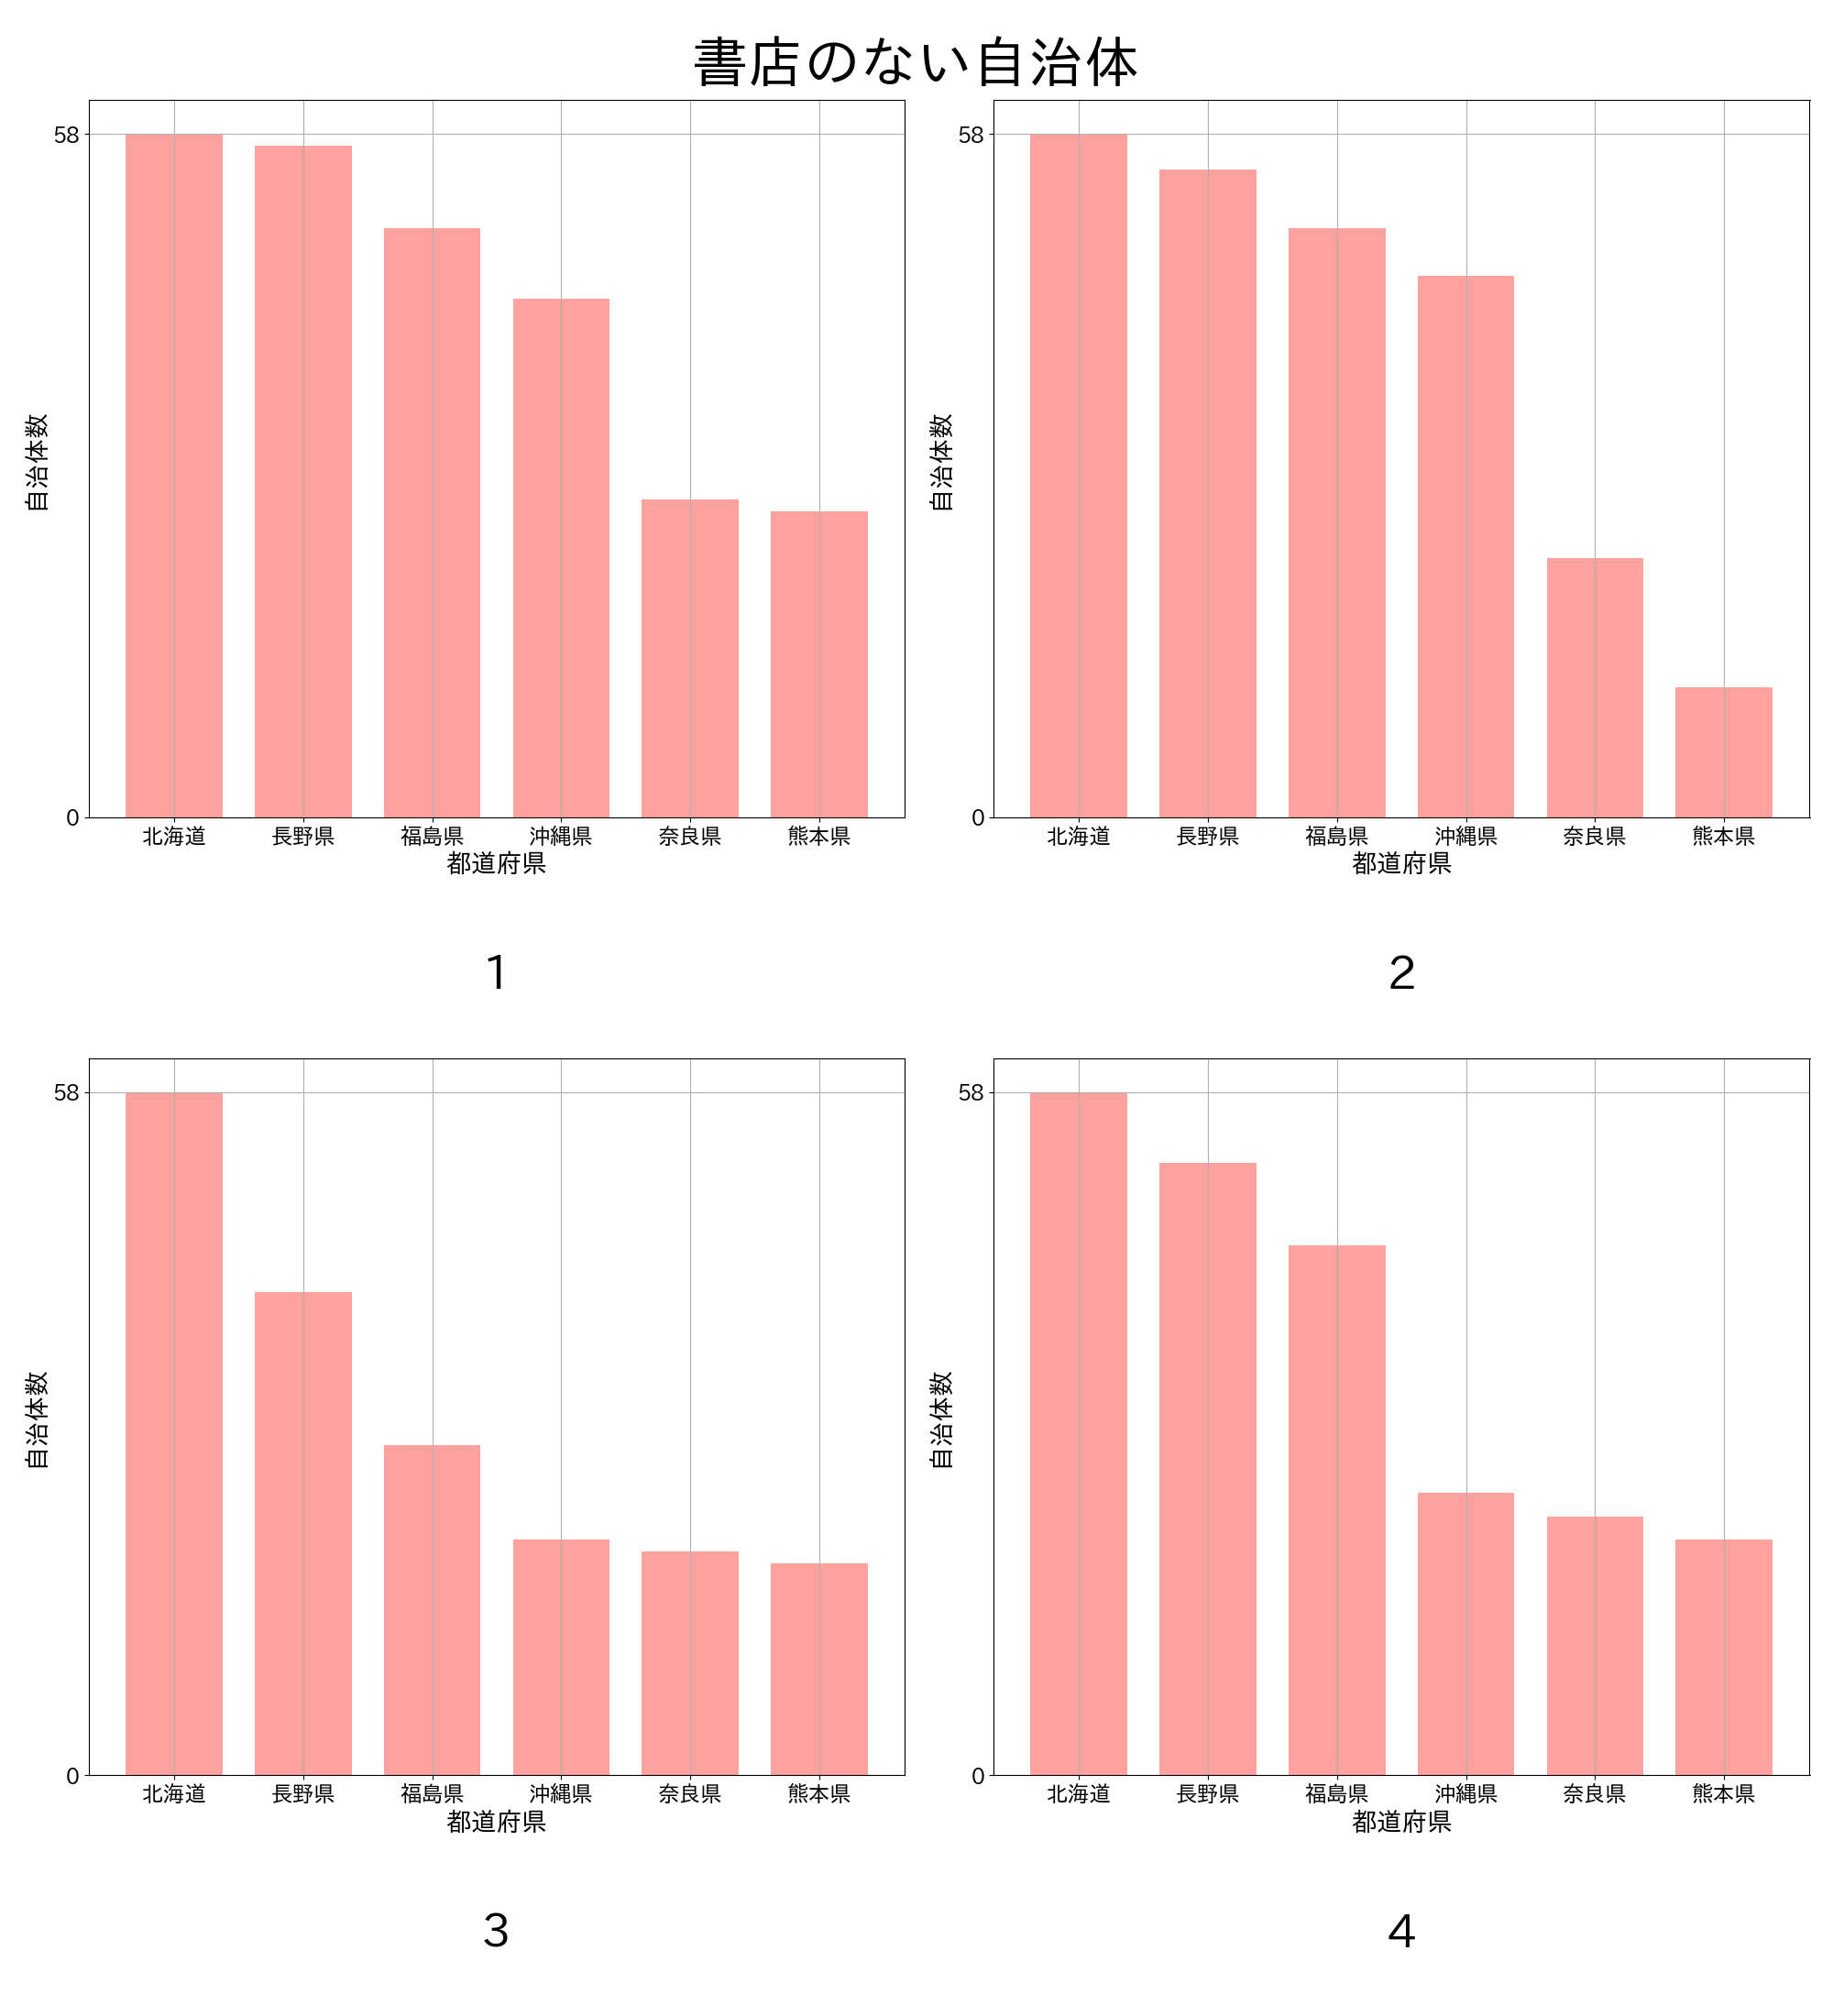 書店のない自治体
58
0
自治体数
北海道 長野県 福島県 沖縄県 奈良県 熊本県
都道府県
1
58
0
自治体数
北海道 長野県 福島県 沖縄県 奈良県 熊本県
都道府県
2
58
0
自治体数
北海道 長野県 福島県 沖縄県 奈良県 熊本県
都道府県
3
58
0
自治体数
北海道 長野県 福島県 沖縄県 奈良県 熊本県
都道府県
4